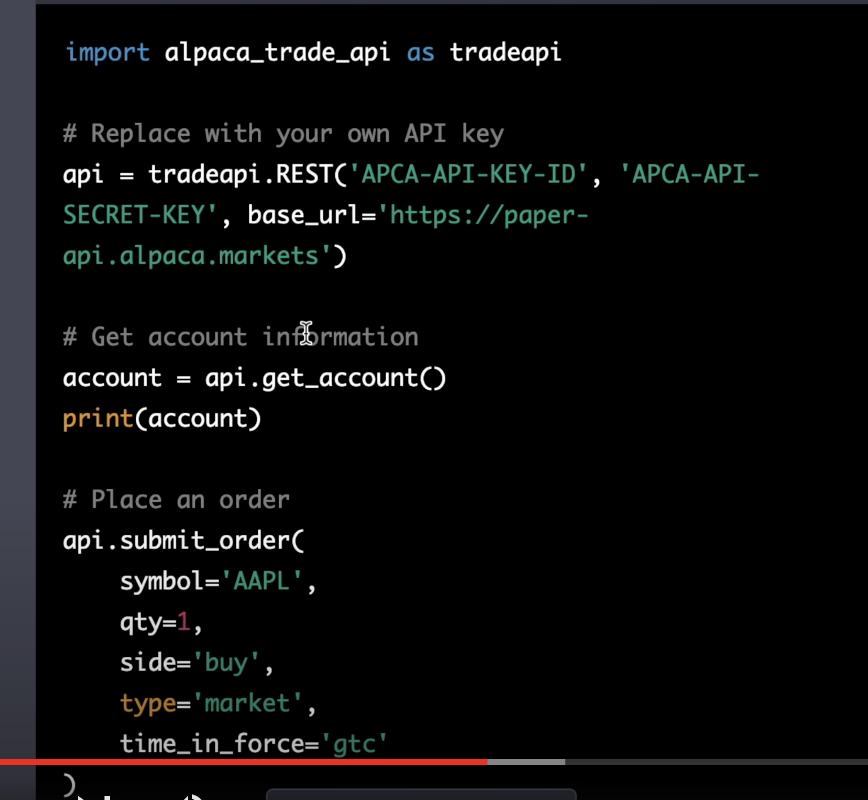 import alpaca_trade_api as tradeapi
# Replace with your own API key
api = tradeapi.REST('APCA-API-KEY-ID', 'APCA-API-
SECRET-KEY', base_url='https://paper-
api.alpaca.markets')
# Get account information
account = api.get_account()
print(account)
# Place an order
api.submit_order(
symbol='AAPL',
qty=1,
side='buy',
type='market',
time_in_force='gtc'
)